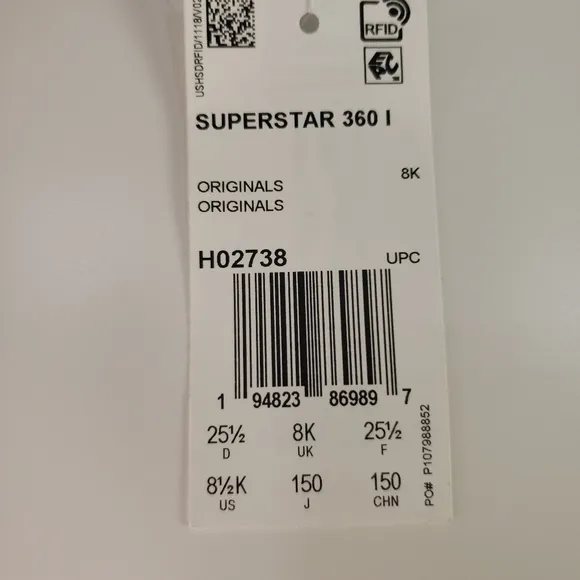 USHSDRFID/1118/V02
RFID
EPC
SUPERSTAR 360 I
8K
ORIGINALS
ORIGINALS
H02738
UPC
1 94823 86989 7
25½ 8K 25½
D UK F
8½K 150 150
US J CHN
PO# P107988852